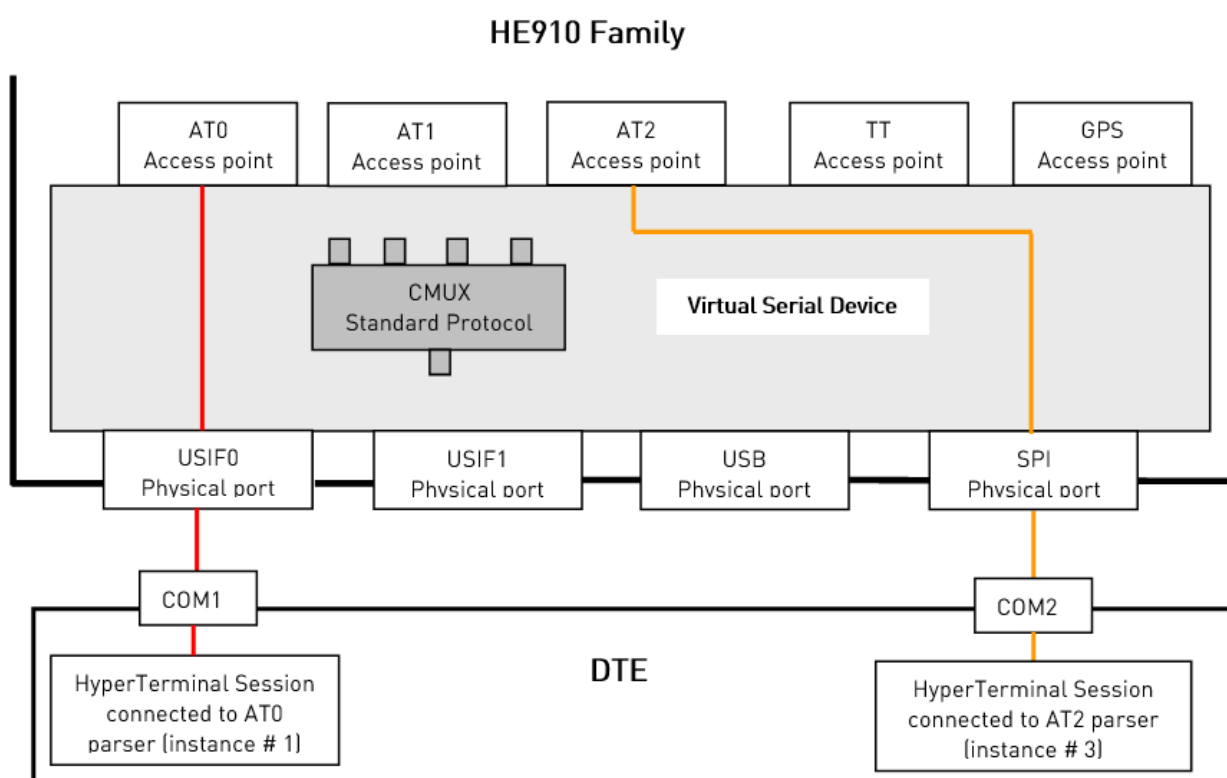 HE910 Family
AT0
Access point
AT1
Access point
AT2
Access point
TT
Access point
GPS
Access point
CMUX
Standard Protocol
Virtual Serial Device
USIF0
Physical port
USIF1
Physical port
USB
Physical port
SPI
Physical port
COM1
COM2
DTE
HyperTerminal Session
connected to AT0
parser (instance # 1)
HyperTerminal Session
connected to AT2 parser
(instance # 3)